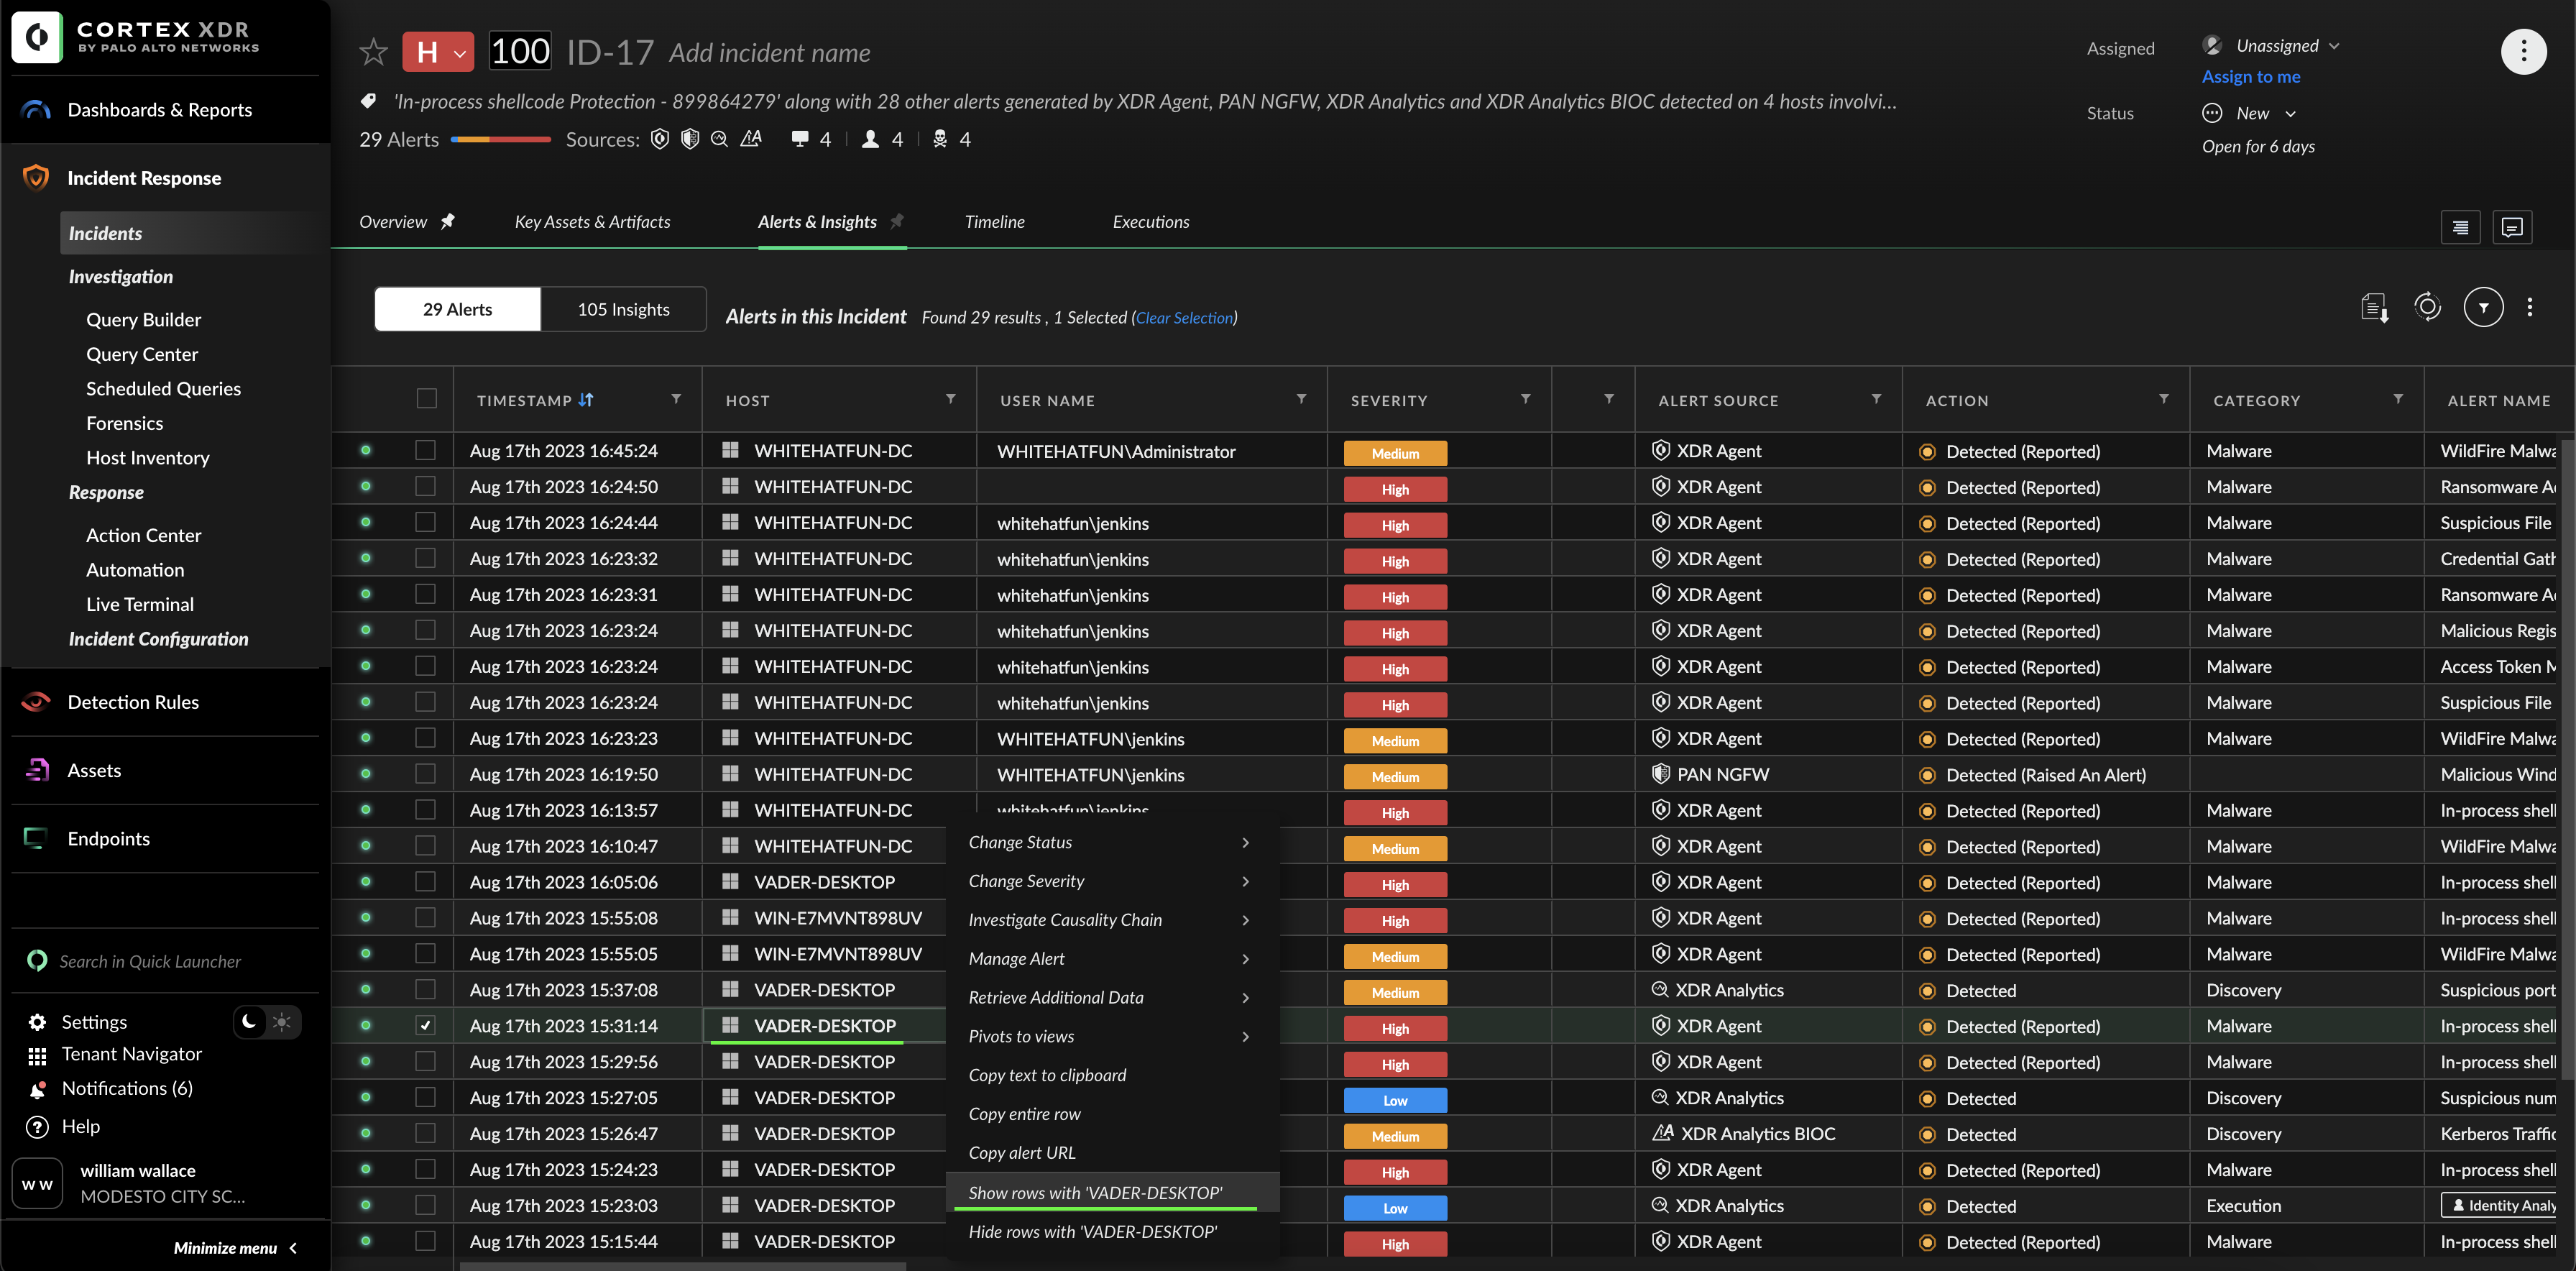 CORTEX XDR
BY PALO ALTO NETWORKS
Dashboards & Reports
Incident Response
Incidents
Investigation
Query Builder
Query Center
Scheduled Queries
Forensics
Host Inventory
Response
Action Center
Automation
Live Terminal
Incident Configuration
Detection Rules
Assets
Endpoints
Search in Quick Launcher
Settings
Tenant Navigator
Notifications (6)
Help
W W
william wallace
MODESTO CITY SC...
Minimize menu
H 100 ID-17 Add incident name
'In-process shellcode Protection - 899864279' along with 28 other alerts generated by XDR Agent, PAN NGFW, XDR Analytics and XDR Analytics BIOC detected on 4 hosts involvi...
29 Alerts Sources: 4 4 4
Assigned Unassigned
Assign to me
Status New
Open for 6 days
Overview Key Assets & Artifacts Alerts & Insights Timeline Executions
29 Alerts 105 Insights Alerts in this Incident Found 29 results , 1 Selected (Clear Selection)
TIMESTAMP HOST USER NAME SEVERITY ALERT SOURCE ACTION CATEGORY ALERT NAME
Aug 17th 2023 16:45:24 WHITEHATFUN-DC WHITEHATFUN\Administrator Medium XDR Agent Detected (Reported) Malware WildFire Malwa
Aug 17th 2023 16:24:50 WHITEHATFUN-DC High XDR Agent Detected (Reported) Malware Ransomware Ac
Aug 17th 2023 16:24:44 WHITEHATFUN-DC whitehatfun\jenkins High XDR Agent Detected (Reported) Malware Suspicious File
Aug 17th 2023 16:23:32 WHITEHATFUN-DC whitehatfun\jenkins High XDR Agent Detected (Reported) Malware Credential Gath
Aug 17th 2023 16:23:31 WHITEHATFUN-DC whitehatfun\jenkins High XDR Agent Detected (Reported) Malware Ransomware Ac
Aug 17th 2023 16:23:24 WHITEHATFUN-DC whitehatfun\jenkins High XDR Agent Detected (Reported) Malware Malicious Regis
Aug 17th 2023 16:23:24 WHITEHATFUN-DC whitehatfun\jenkins High XDR Agent Detected (Reported) Malware Access Token M
Aug 17th 2023 16:23:24 WHITEHATFUN-DC whitehatfun\jenkins High XDR Agent Detected (Reported) Malware Suspicious File
Aug 17th 2023 16:23:23 WHITEHATFUN-DC WHITEHATFUN\jenkins Medium XDR Agent Detected (Reported) Malware WildFire Malwa
Aug 17th 2023 16:19:50 WHITEHATFUN-DC WHITEHATFUN\jenkins Medium PAN NGFW Detected (Raised An Alert) Malicious Wind
Aug 17th 2023 16:13:57 WHITEHATFUN-DC whitehatfun\jenkins High XDR Agent Detected (Reported) Malware In-process shell
Aug 17th 2023 16:10:47 WHITEHATFUN-DC Medium XDR Agent Detected (Reported) Malware WildFire Malwa
Aug 17th 2023 16:05:06 VADER-DESKTOP High XDR Agent Detected (Reported) Malware In-process shell
Aug 17th 2023 15:55:08 WIN-E7MVNT898UV High XDR Agent Detected (Reported) Malware In-process shell
Aug 17th 2023 15:55:05 WIN-E7MVNT898UV Medium XDR Agent Detected (Reported) Malware WildFire Malwa
Aug 17th 2023 15:37:08 VADER-DESKTOP Medium XDR Analytics Detected Discovery Suspicious port
Aug 17th 2023 15:31:14 VADER-DESKTOP High XDR Agent Detected (Reported) Malware In-process shell
Aug 17th 2023 15:29:56 VADER-DESKTOP High XDR Agent Detected (Reported) Malware In-process shell
Aug 17th 2023 15:27:05 VADER-DESKTOP Low XDR Analytics Detected Discovery Suspicious num
Aug 17th 2023 15:26:47 VADER-DESKTOP Medium XDR Analytics BIOC Detected Discovery Kerberos Traffic
Aug 17th 2023 15:24:23 VADER-DESKTOP High XDR Agent Detected (Reported) Malware In-process shell
Aug 17th 2023 15:23:03 VADER-DESKTOP Low XDR Analytics Detected Execution Identity Analy
Aug 17th 2023 15:15:44 VADER-DESKTOP High XDR Agent Detected (Reported) Malware In-process shell
Change Status
Change Severity
Investigate Causality Chain
Manage Alert
Retrieve Additional Data
Pivots to views
Copy text to clipboard
Copy entire row
Copy alert URL
Show rows with 'VADER-DESKTOP'
Hide rows with 'VADER-DESKTOP'